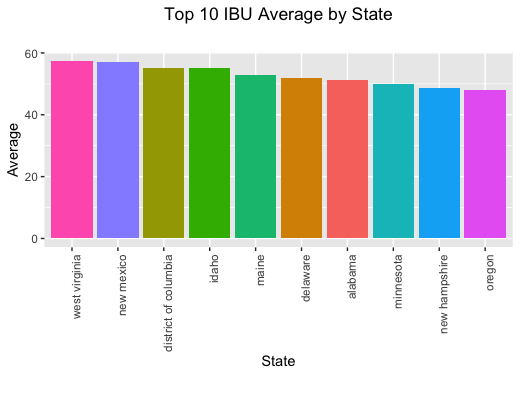 Top 10 IBU Average by State
60
40
20
0
Average
west virginia
new mexico
district of columbia
idaho
maine
delaware
alabama
minnesota
new hampshire
oregon
State